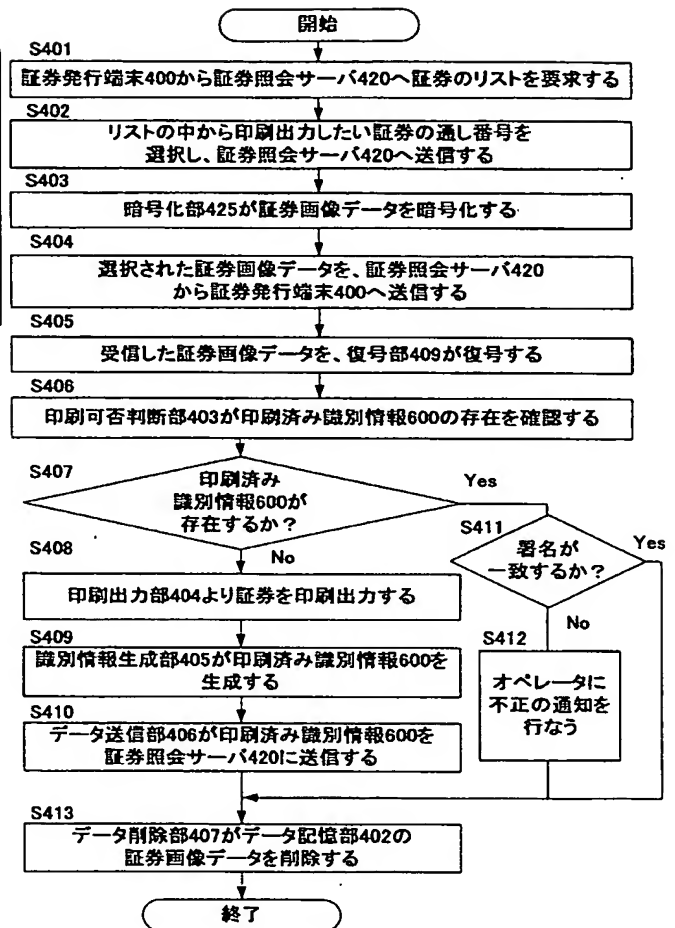 開始
S401
証券発行端末400から証券照会サーバ420へ証券のリストを要求する
S402
リストの中から印刷出力したい証券の通し番号を
選択し、証券照会サーバ420へ送信する
S403
暗号化部425が証券画像データを暗号化する
S404
選択された証券画像データを、証券照会サーバ420
から証券発行端末400へ送信する
S405
受信した証券画像データを、復号部409が復号する
S406
印刷可否判断部403が印刷済み識別情報600の存在を確認する
S407
印刷済み
識別情報600が
存在するか？
Yes
No
S411
署名が
一致するか？
Yes
No
S408
印刷出力部404より証券を印刷出力する
S409
識別情報生成部405が印刷済み識別情報600を
生成する
S410
データ送信部406が印刷済み識別情報600を
証券照会サーバ420に送信する
S412
オペレータに
不正の通知を
行なう
S413
データ削除部407がデータ記憶部402の
証券画像データを削除する
終了